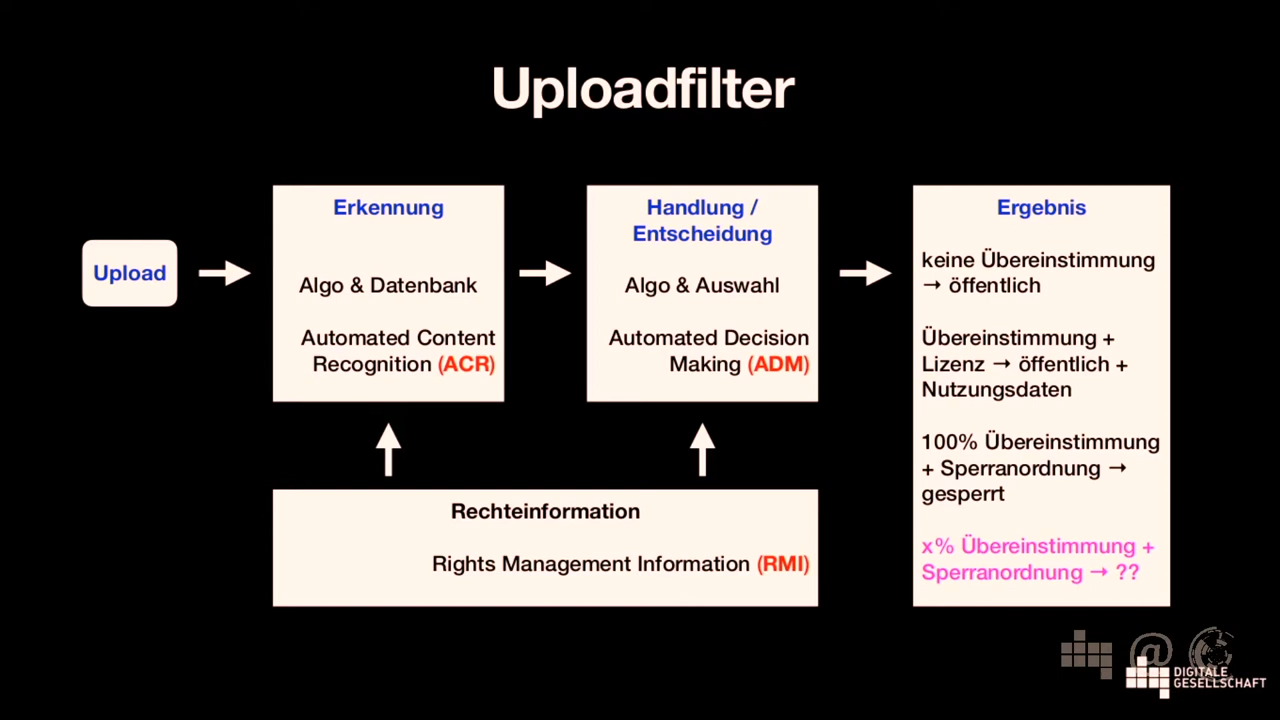 Uploadfilter
Upload
Erkennung
Algo & Datenbank
Automated Content
Recognition (ACR)
Handlung /
Entscheidung
Algo & Auswahl
Automated Decision
Making (ADM)
Rechteinformation
Rights Management Information (RMI)
Ergebnis
keine Übereinstimmung
→ öffentlich
Übereinstimmung +
Lizenz → öffentlich +
Nutzungsdaten
100% Übereinstimmung
+ Sperranordnung →
gesperrt
x% Übereinstimmung +
Sperranordnung → ??
@
DIGITALE
GESELLSCHAFT